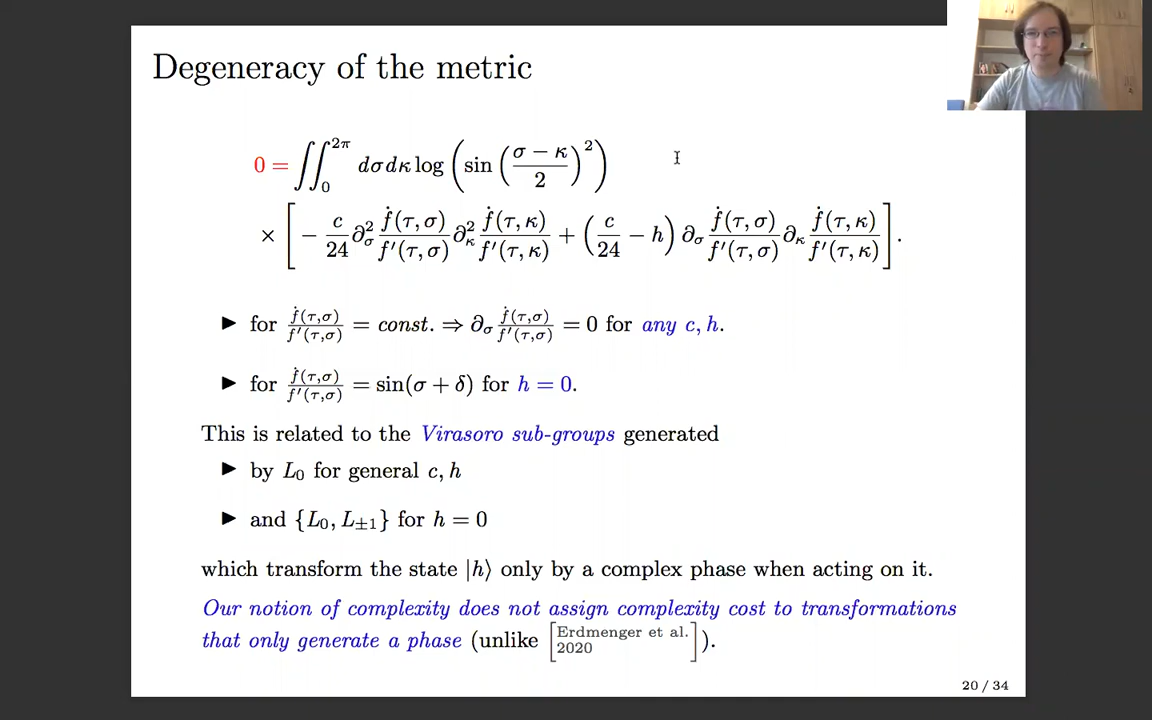 Degeneracy of the metric
0 = ∬₀^{2π} dσdκ log (sin ((σ − κ)/2)²)
× [ − c/24 ∂²_σ ḟ(τ, σ)/f′(τ, σ) ∂²_κ ḟ(τ, κ)/f′(τ, κ) + (c/24 − h) ∂_σ ḟ(τ, σ)/f′(τ, σ) ∂_κ ḟ(τ, κ)/f′(τ, κ) ].
▶ for ḟ(τ,σ)/f′(τ,σ) = const. ⇒ ∂_σ ḟ(τ,σ)/f′(τ,σ) = 0 for any c, h.
▶ for ḟ(τ,σ)/f′(τ,σ) = sin(σ + δ) for h = 0.
This is related to the Virasoro sub-groups generated
▶ by L₀ for general c, h
▶ and {L₀, L±₁} for h = 0
which transform the state |h⟩ only by a complex phase when acting on it.
Our notion of complexity does not assign complexity cost to transformations
that only generate a phase (unlike [Erdmenger et al. 2020]).
20 / 34